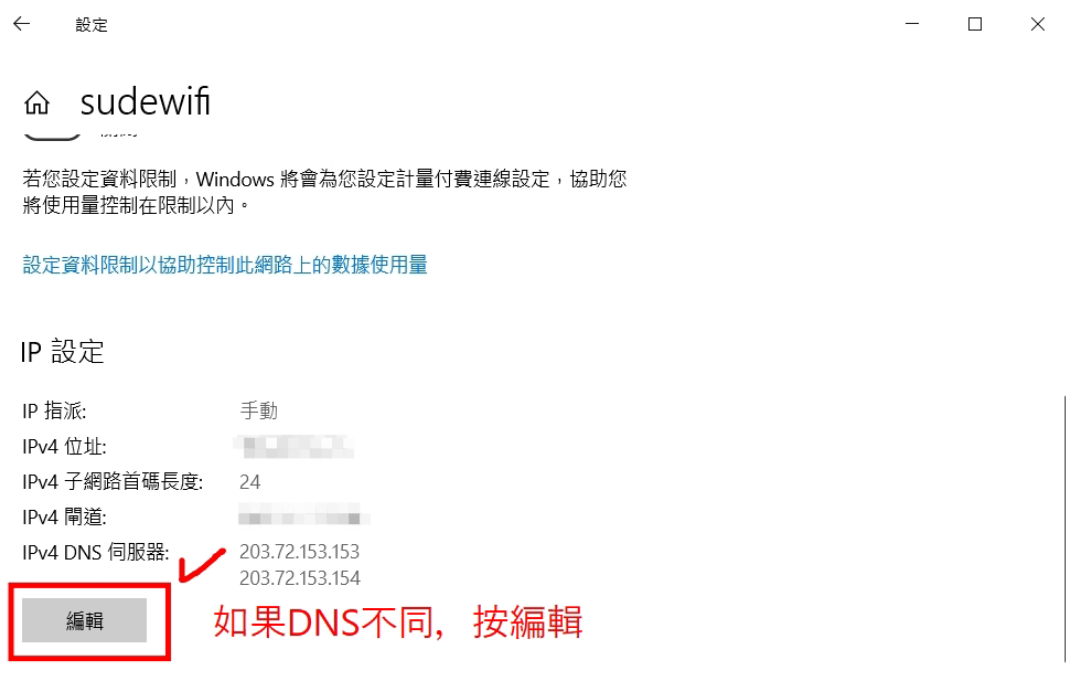 設定
sudewifi
若您設定資料限制，Windows 將會為您設定計量付費連線設定，協助您
將使用量控制在限制以內。
設定資料限制以協助控制此網路上的數據使用量
IP 設定
IP 指派: 手動
IPv4 位址:
IPv4 子網路首碼長度: 24
IPv4 閘道:
IPv4 DNS 伺服器: 203.72.153.153
203.72.153.154
編輯
如果DNS不同，按編輯